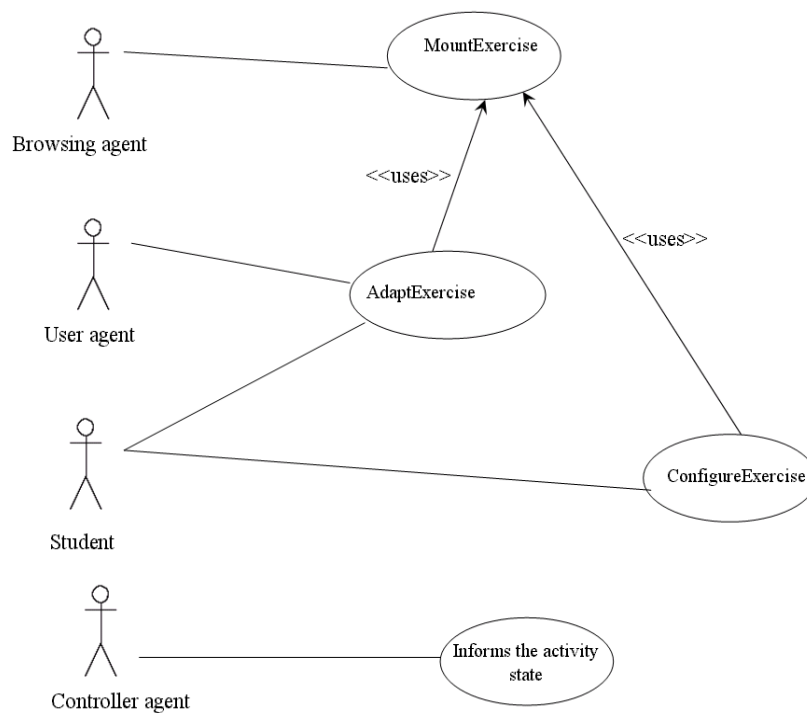 MountExercise
Browsing agent
<<uses>>
<<uses>>
AdaptExercise
User agent
ConfigureExercise
Student
Informs the activity
state
Controller agent